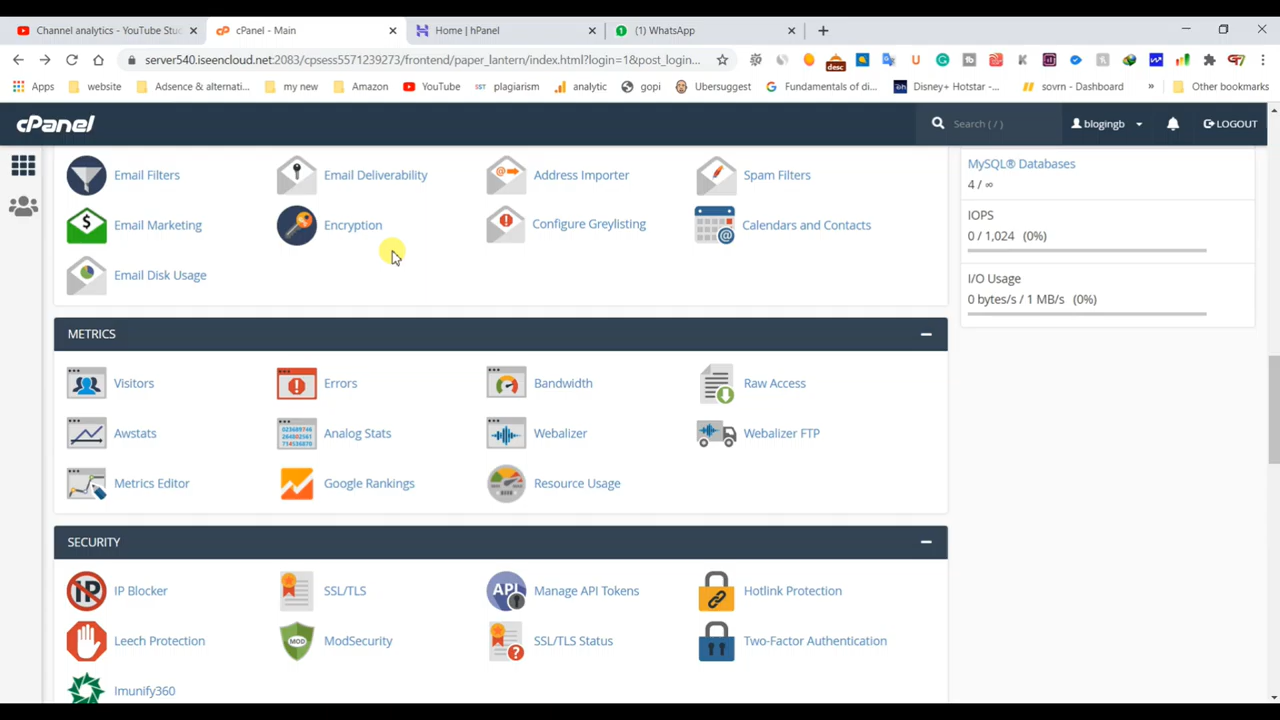 Channel analytics - YouTube Stu
cPanel - Main
Home | hPanel
(1) WhatsApp
server540.iseencloud.net:2083/cpsess5571239273/frontend/paper_lantern/index.html?login=1&post_login...
desc
Apps
website
Adsence & alternati...
my new
Amazon
YouTube
plagiarism
analytic
gopi
Ubersuggest
Fundamentals of di...
Disney+ Hotstar -...
sovrn - Dashboard
»
Other bookmarks
cPanel
Search ( / )
blogingb
LOGOUT
Email Filters
Email Deliverability
Address Importer
Spam Filters
Email Marketing
Encryption
Configure Greylisting
Calendars and Contacts
Email Disk Usage
MySQL® Databases
4 / ∞
IOPS
0 / 1,024 (0%)
I/O Usage
0 bytes/s / 1 MB/s (0%)
METRICS
Visitors
Errors
Bandwidth
Raw Access
Awstats
Analog Stats
Webalizer
Webalizer FTP
Metrics Editor
Google Rankings
Resource Usage
SECURITY
IP Blocker
SSL/TLS
Manage API Tokens
Hotlink Protection
Leech Protection
ModSecurity
SSL/TLS Status
Two-Factor Authentication
Imunify360